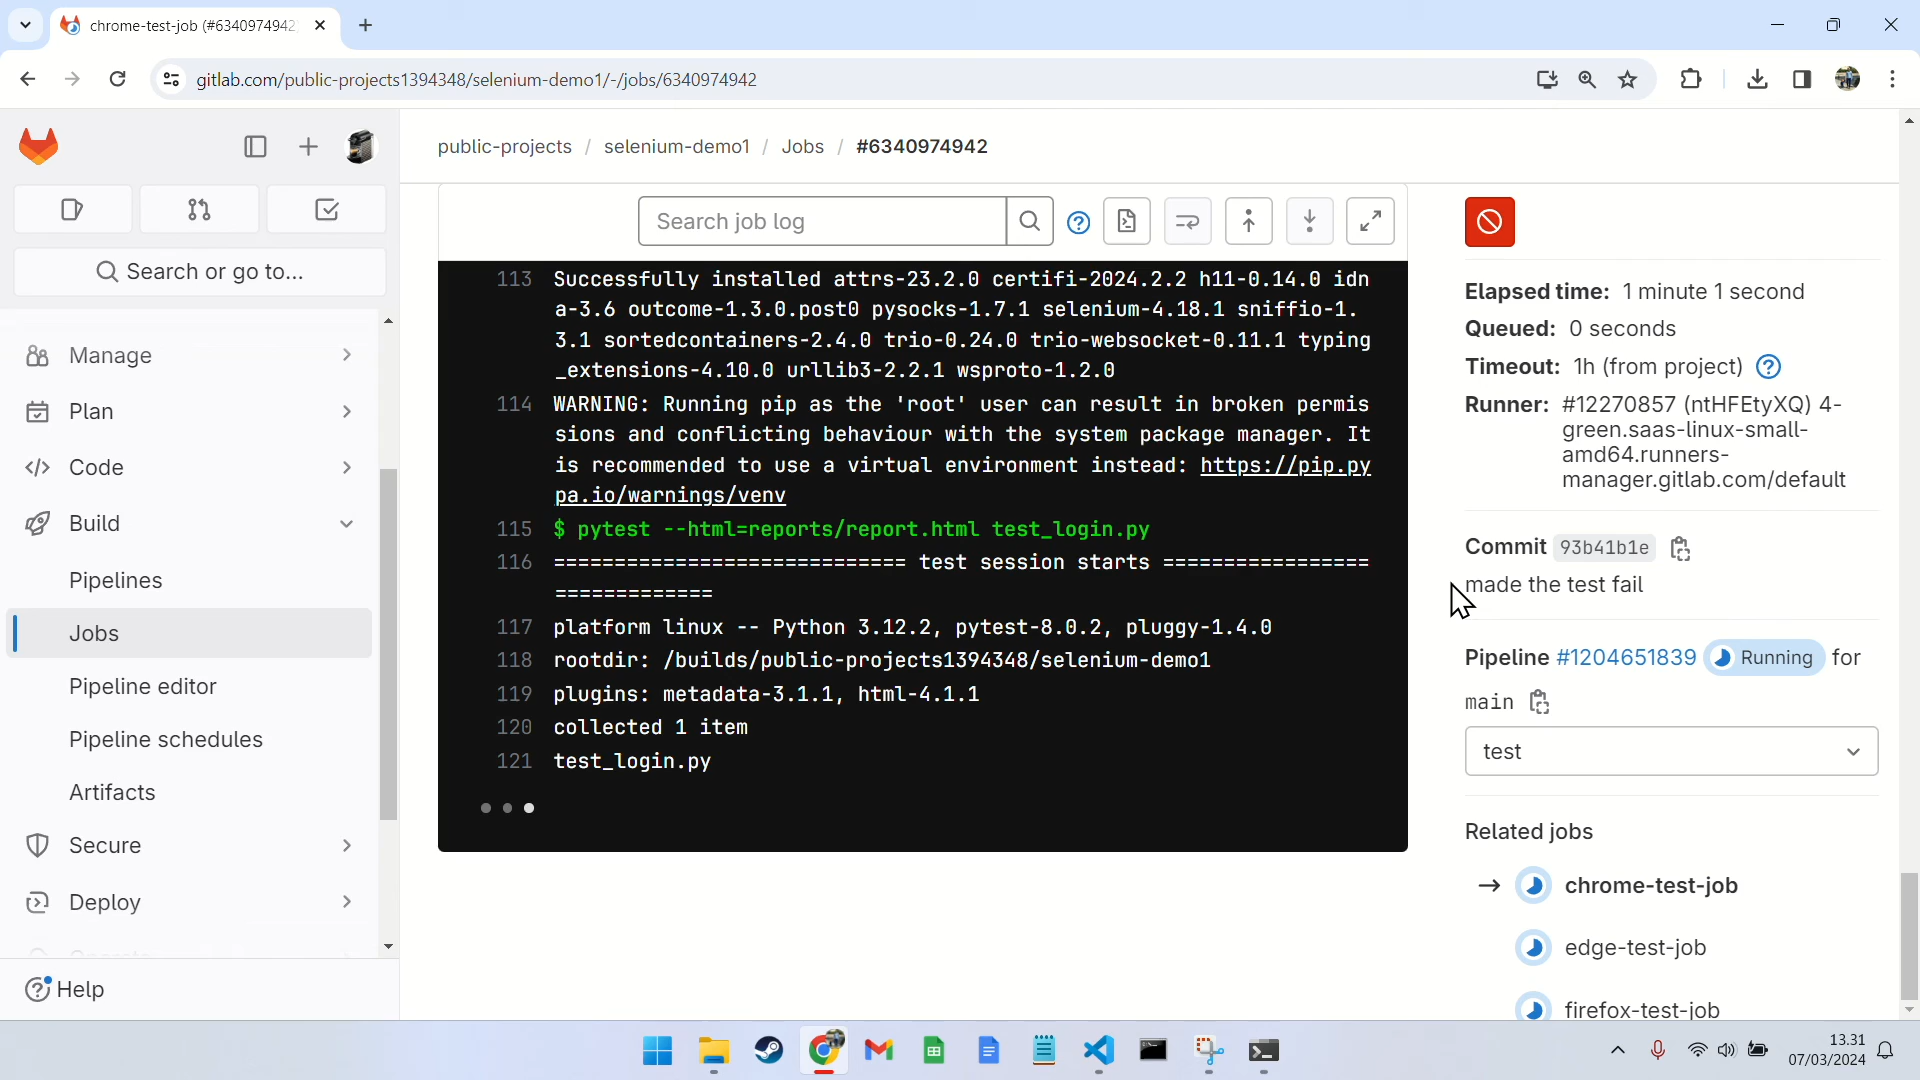 chrome-test-job (#6340974942
gitlab.com/public-projects1394348/selenium-demo1/-/jobs/6340974942
public-projects / selenium-demo1 / Jobs / #6340974942
Search or go to...
Manage
Plan
Code
Build
Pipelines
Jobs
Pipeline editor
Pipeline schedules
Artifacts
Secure
Deploy
Help
Search job log
113 Successfully installed attrs-23.2.0 certifi-2024.2.2 h11-0.14.0 idn
a-3.6 outcome-1.3.0.post0 pysocks-1.7.1 selenium-4.18.1 sniffio-1.
3.1 sortedcontainers-2.4.0 trio-0.24.0 trio-websocket-0.11.1 typing
_extensions-4.10.0 urllib3-2.2.1 wsproto-1.2.0
114 WARNING: Running pip as the 'root' user can result in broken permis
sions and conflicting behaviour with the system package manager. It
is recommended to use a virtual environment instead: https://pip.py
pa.io/warnings/venv
115 $ pytest --html=reports/report.html test_login.py
116 ============================= test session starts =================
=============
117 platform linux -- Python 3.12.2, pytest-8.0.2, pluggy-1.4.0
118 rootdir: /builds/public-projects1394348/selenium-demo1
119 plugins: metadata-3.1.1, html-4.1.1
120 collected 1 item
121 test_login.py
Elapsed time: 1 minute 1 second
Queued: 0 seconds
Timeout: 1h (from project)
Runner: #12270857 (ntHFEtyXQ) 4-
green.saas-linux-small-
amd64.runners-
manager.gitlab.com/default
Commit 93b41b1e
made the test fail
Pipeline #1204651839 Running for
main
test
Related jobs
→ chrome-test-job
edge-test-job
firefox-test-job
13.31
07/03/2024